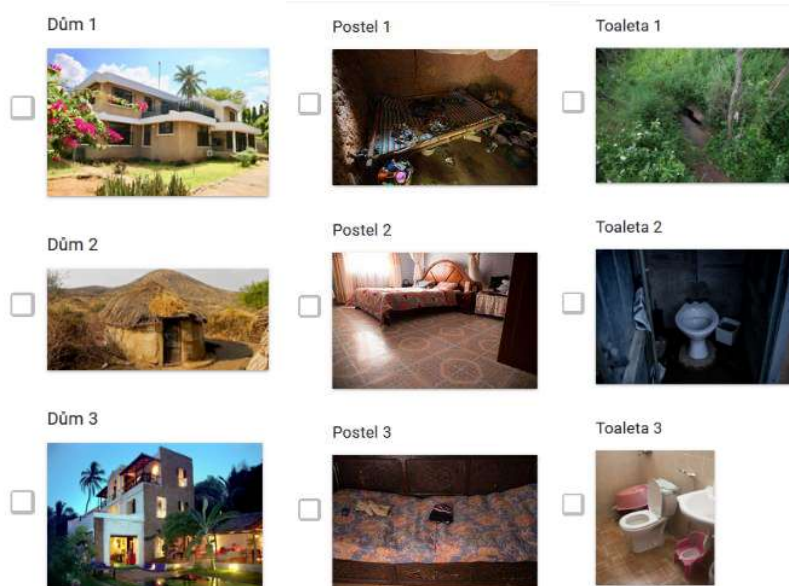 Dům 1
Postel 1
Toaleta 1
Dům 2
Postel 2
Toaleta 2
Dům 3
Postel 3
Toaleta 3